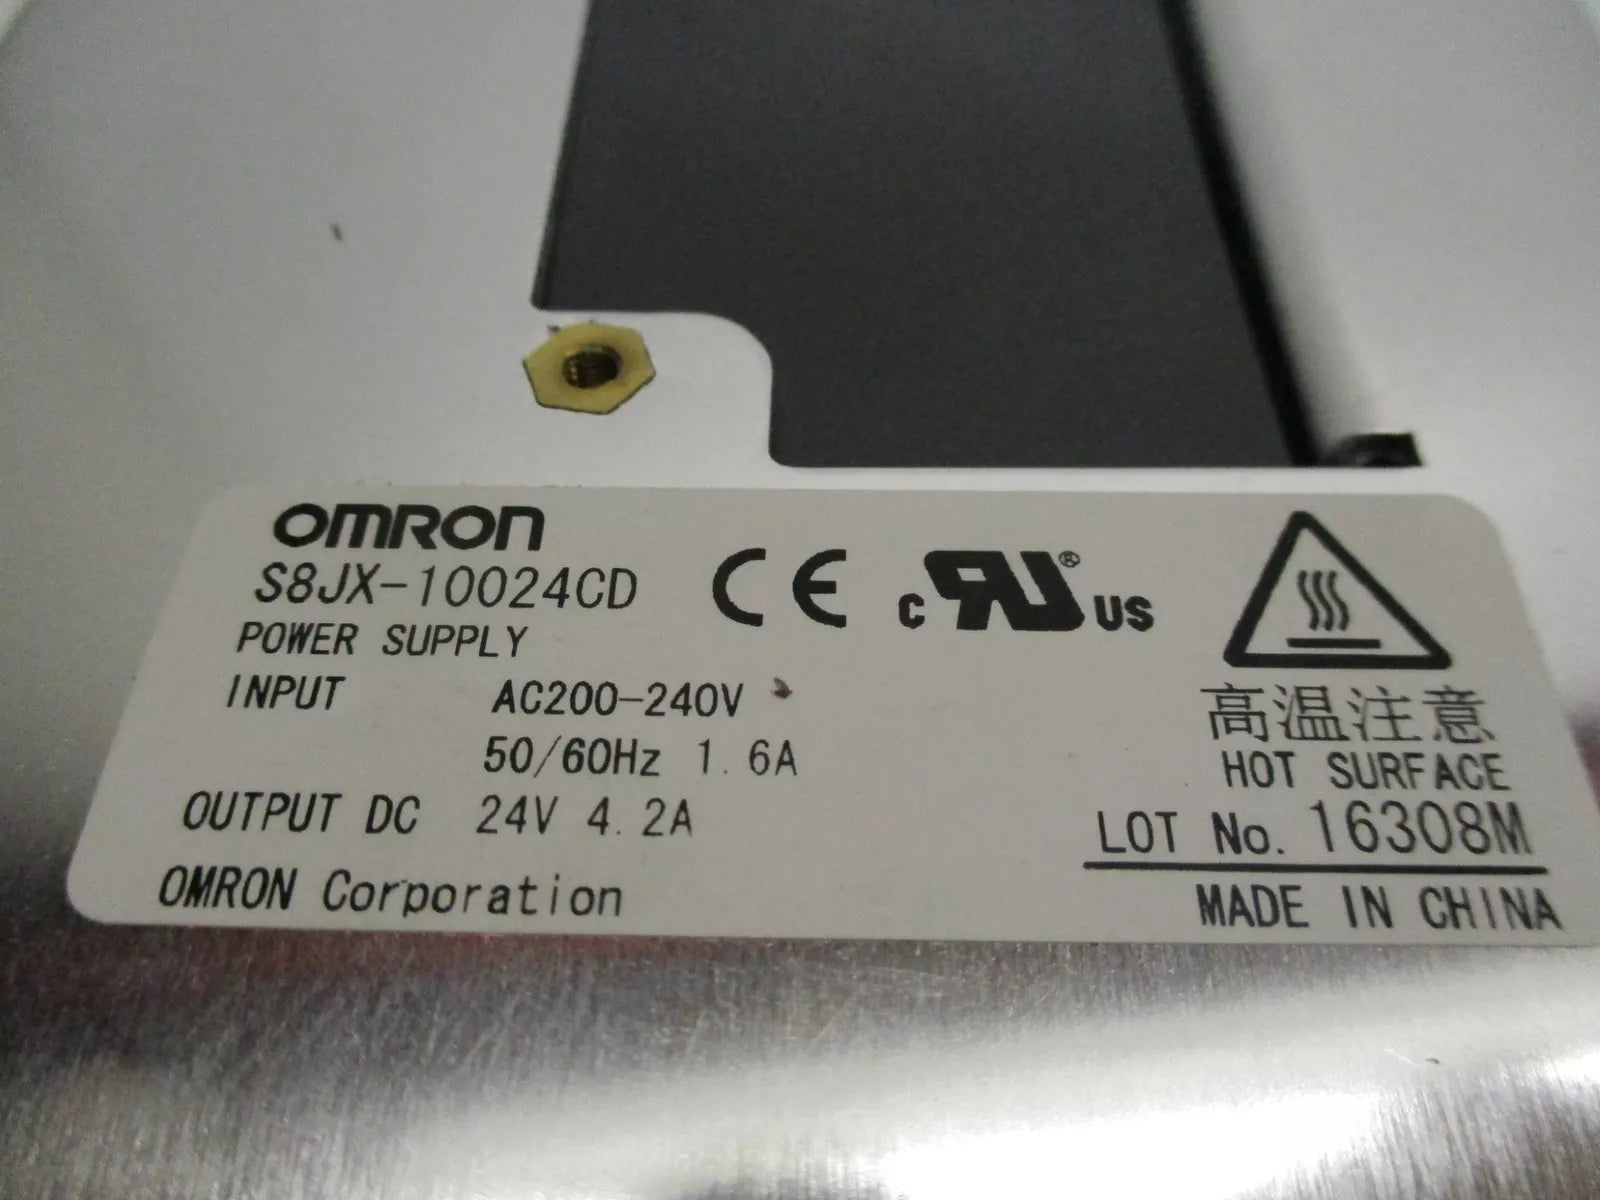 OMRON
S8JX-10024CD
POWER SUPPLY
INPUT AC200-240V
50/60Hz 1.6A
OUTPUT DC 24V 4.2A
OMRON Corporation
CE
c RU ® US
高温注意
HOT SURFACE
LOT No. 16308M
MADE IN CHINA